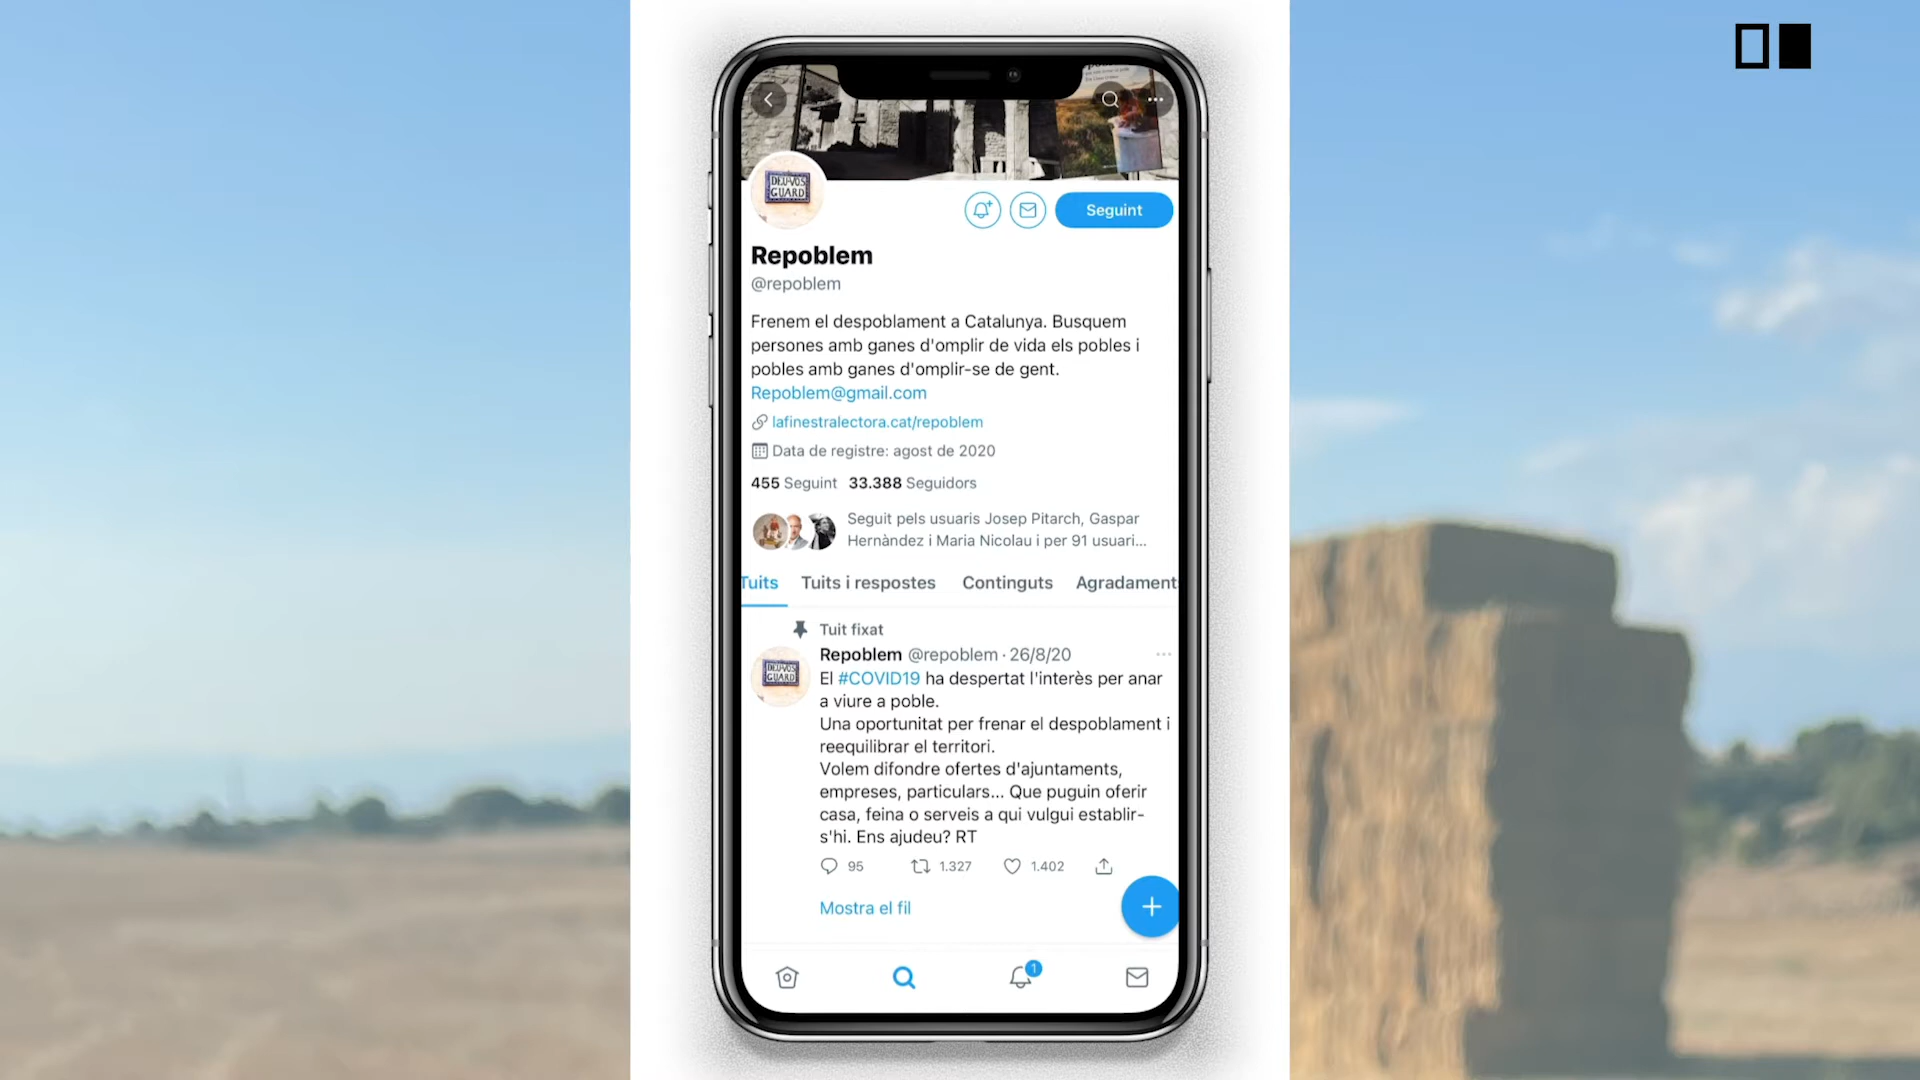 DEU-VOS
GUARD
Seguint
Repoblem
@repoblem
Frenem el despoblament a Catalunya. Busquem
persones amb ganes d'omplir de vida els pobles i
pobles amb ganes d'omplir-se de gent.
Repoblem@gmail.com
lafinestralectora.cat/repoblem
Data de registre: agost de 2020
455 Seguint 33.388 Seguidors
Seguit pels usuaris Josep Pitarch, Gaspar
Hernàndez i Maria Nicolau i per 91 usuari...
Tuits Tuits i respostes Continguts Agradament
Tuit fixat
Repoblem @repoblem · 26/8/20
DEU-VOS
GUARD
El #COVID19 ha despertat l'interès per anar
a viure a poble.
Una oportunitat per frenar el despoblament i
reequilibrar el territori.
Volem difondre ofertes d'ajuntaments,
empreses, particulars... Que puguin oferir
casa, feina o serveis a qui vulgui establir-
s'hi. Ens ajudeu? RT
95 1.327 1.402
Mostra el fil
1